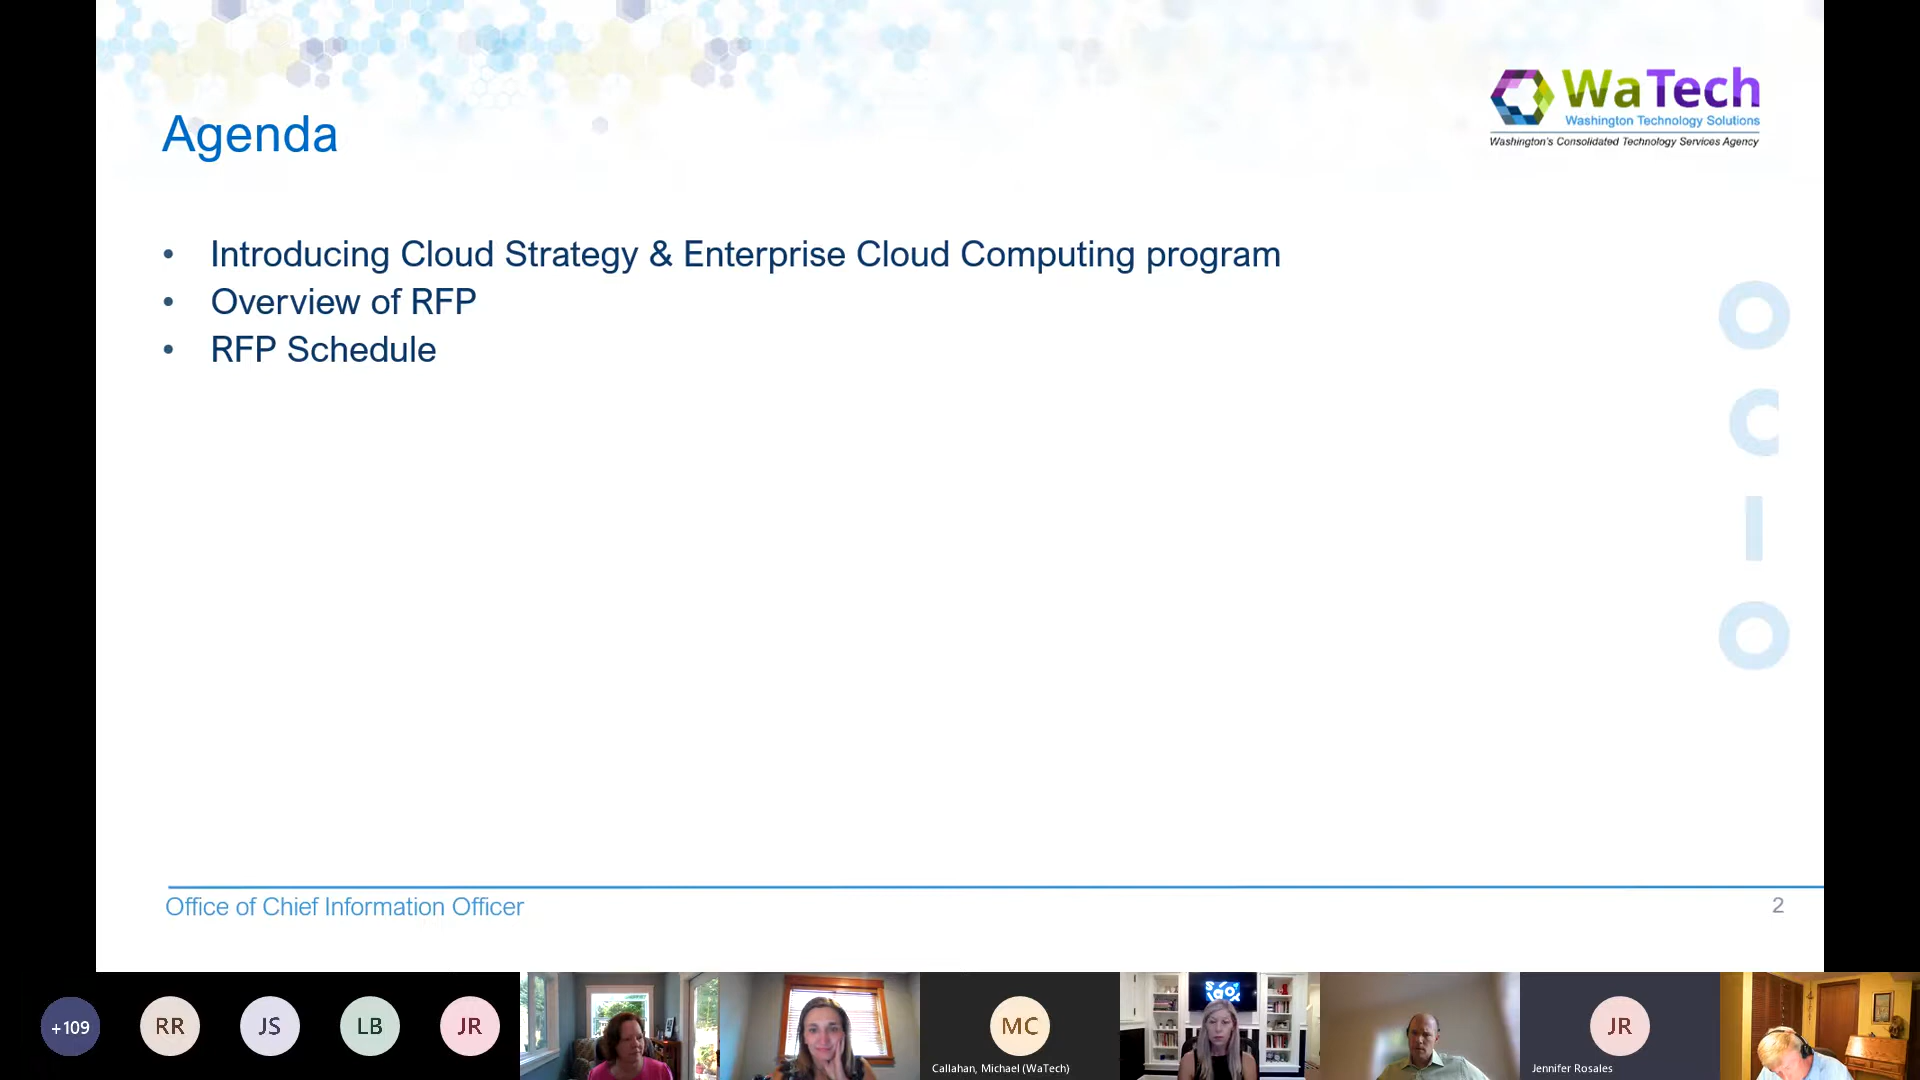 Agenda
WaTech
Washington Technology Solutions
Washington's Consolidated Technology Services Agency
• Introducing Cloud Strategy & Enterprise Cloud Computing program
• Overview of RFP
• RFP Schedule
O
C
I
O
Office of Chief Information Officer
2
+109
RR
JS
LB
JR
MC
Callahan, Michael (WaTech)
JR
Jennifer Rosales